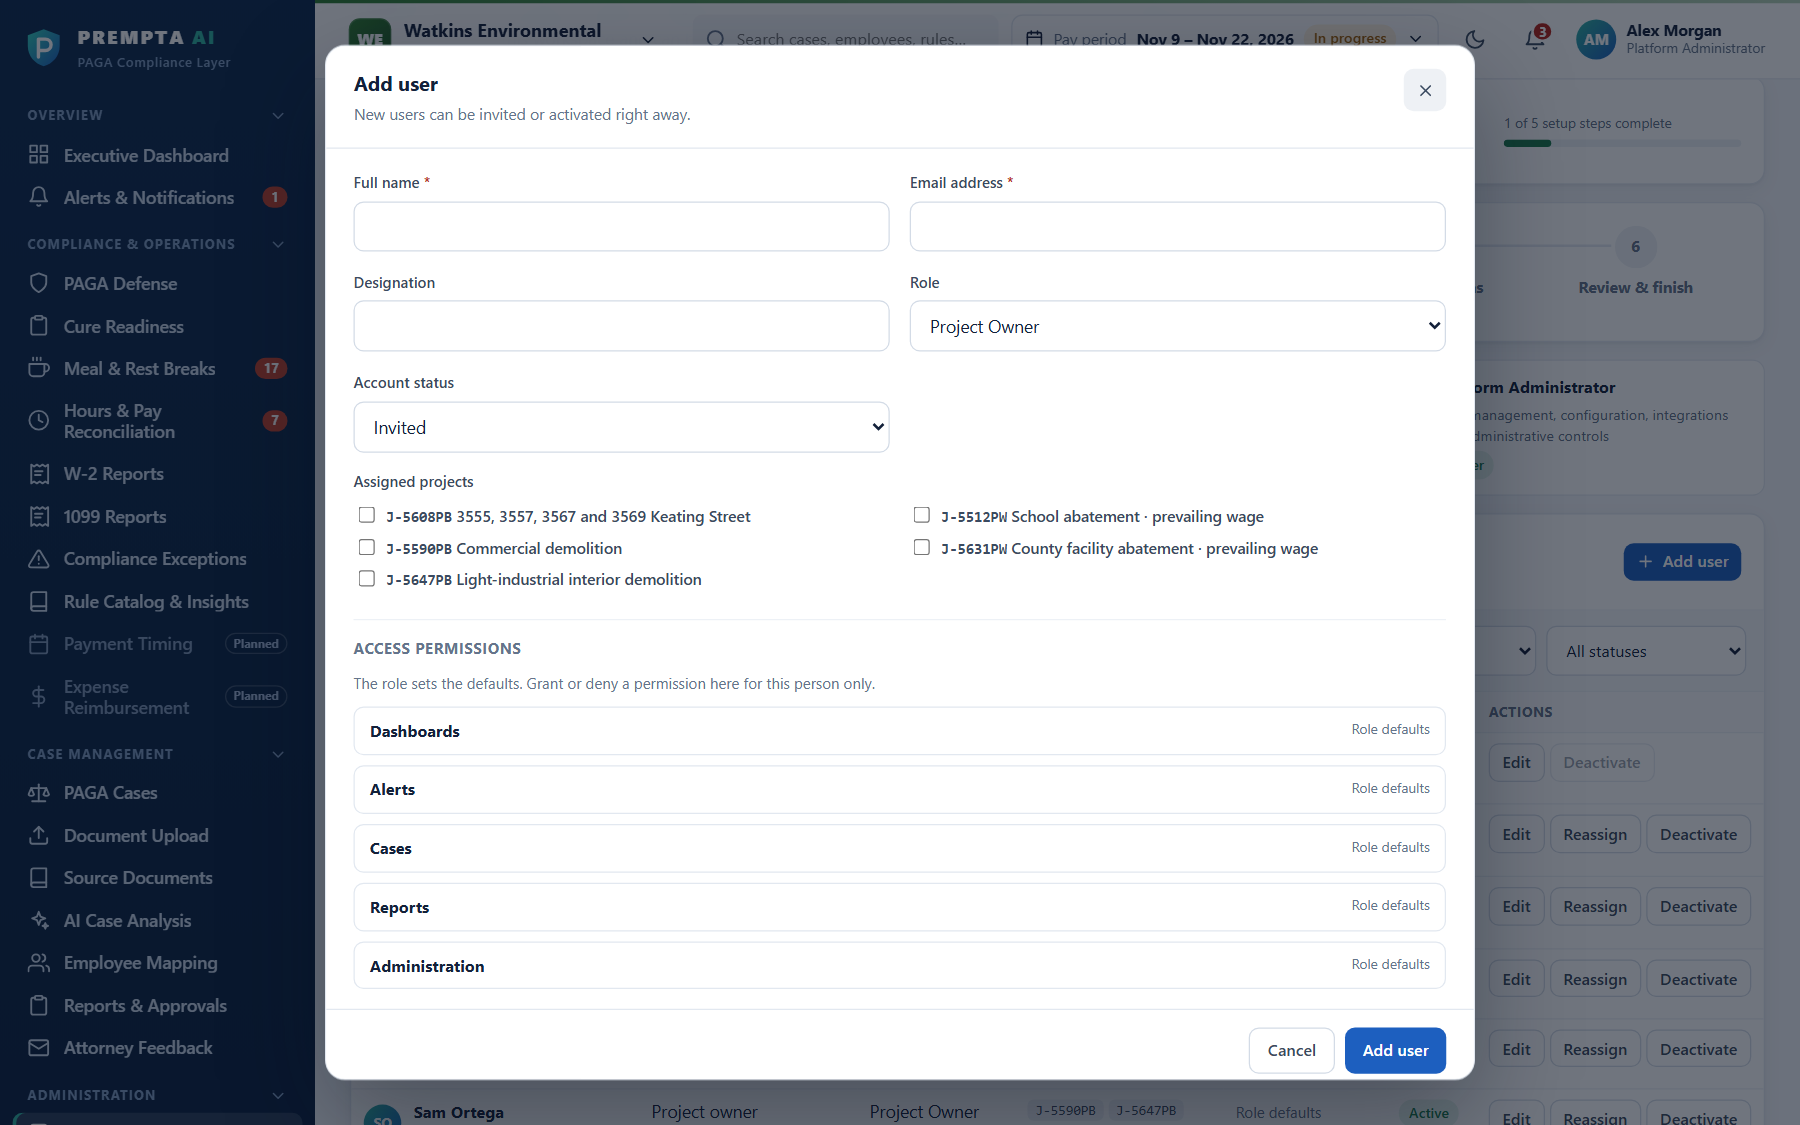 PREMPTA AI
PAGA Compliance Layer
OVERVIEW
Executive Dashboard
Alerts & Notifications 1
COMPLIANCE & OPERATIONS
PAGA Defense
Cure Readiness
Meal & Rest Breaks 17
Hours & Pay
Reconciliation 7
W-2 Reports
1099 Reports
Compliance Exceptions
Rule Catalog & Insights
Payment Timing Planned
Expense
Reimbursement Planned
CASE MANAGEMENT
PAGA Cases
Document Upload
Source Documents
AI Case Analysis
Employee Mapping
Reports & Approvals
Attorney Feedback
ADMINISTRATION
WE Watkins Environmental
Search cases, employees, rules...
Pay period Nov 9 – Nov 22, 2026 In progress
3
AM Alex Morgan
Platform Administrator
1 of 5 setup steps complete
6
Review & finish
Administrator
configuration, integrations
controls
+ Add user
All statuses
ACTIONS
Edit Deactivate
Edit Reassign Deactivate
Edit Reassign Deactivate
Edit Reassign Deactivate
Edit Reassign Deactivate
Edit Reassign Deactivate
Add user
New users can be invited or activated right away.
Full name *
Email address *
Designation
Role
Project Owner
Account status
Invited
Assigned projects
J-5608PB 3555, 3557, 3567 and 3569 Keating Street
J-5512PW School abatement · prevailing wage
J-5590PB Commercial demolition
J-5631PW County facility abatement · prevailing wage
J-5647PB Light-industrial interior demolition
ACCESS PERMISSIONS
The role sets the defaults. Grant or deny a permission here for this person only.
Dashboards Role defaults
Alerts Role defaults
Cases Role defaults
Reports Role defaults
Administration Role defaults
Cancel Add user
SO Sam Ortega Project owner Project Owner J-5590PB J-5647PB Role defaults Active